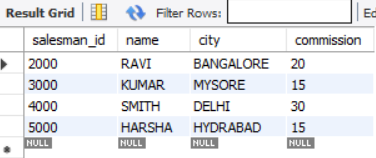 Result Grid Filter Rows: Ed
salesman_id name city commission
2000 RAVI BANGALORE 20
3000 KUMAR MYSORE 15
4000 SMITH DELHI 30
5000 HARSHA HYDRABAD 15
NULL NULL NULL NULL